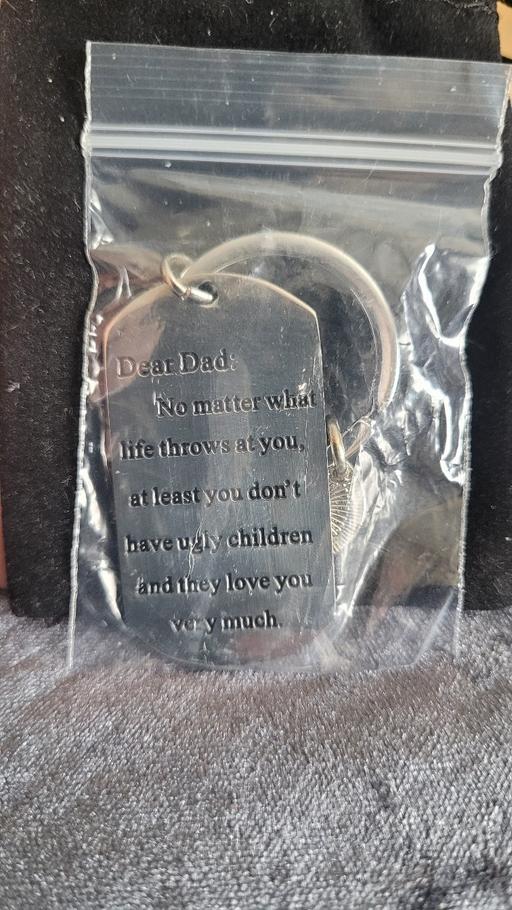 Dear Dad:
No matter what
life throws at you,
at least you don't
have ugly children
and they love you
very much.